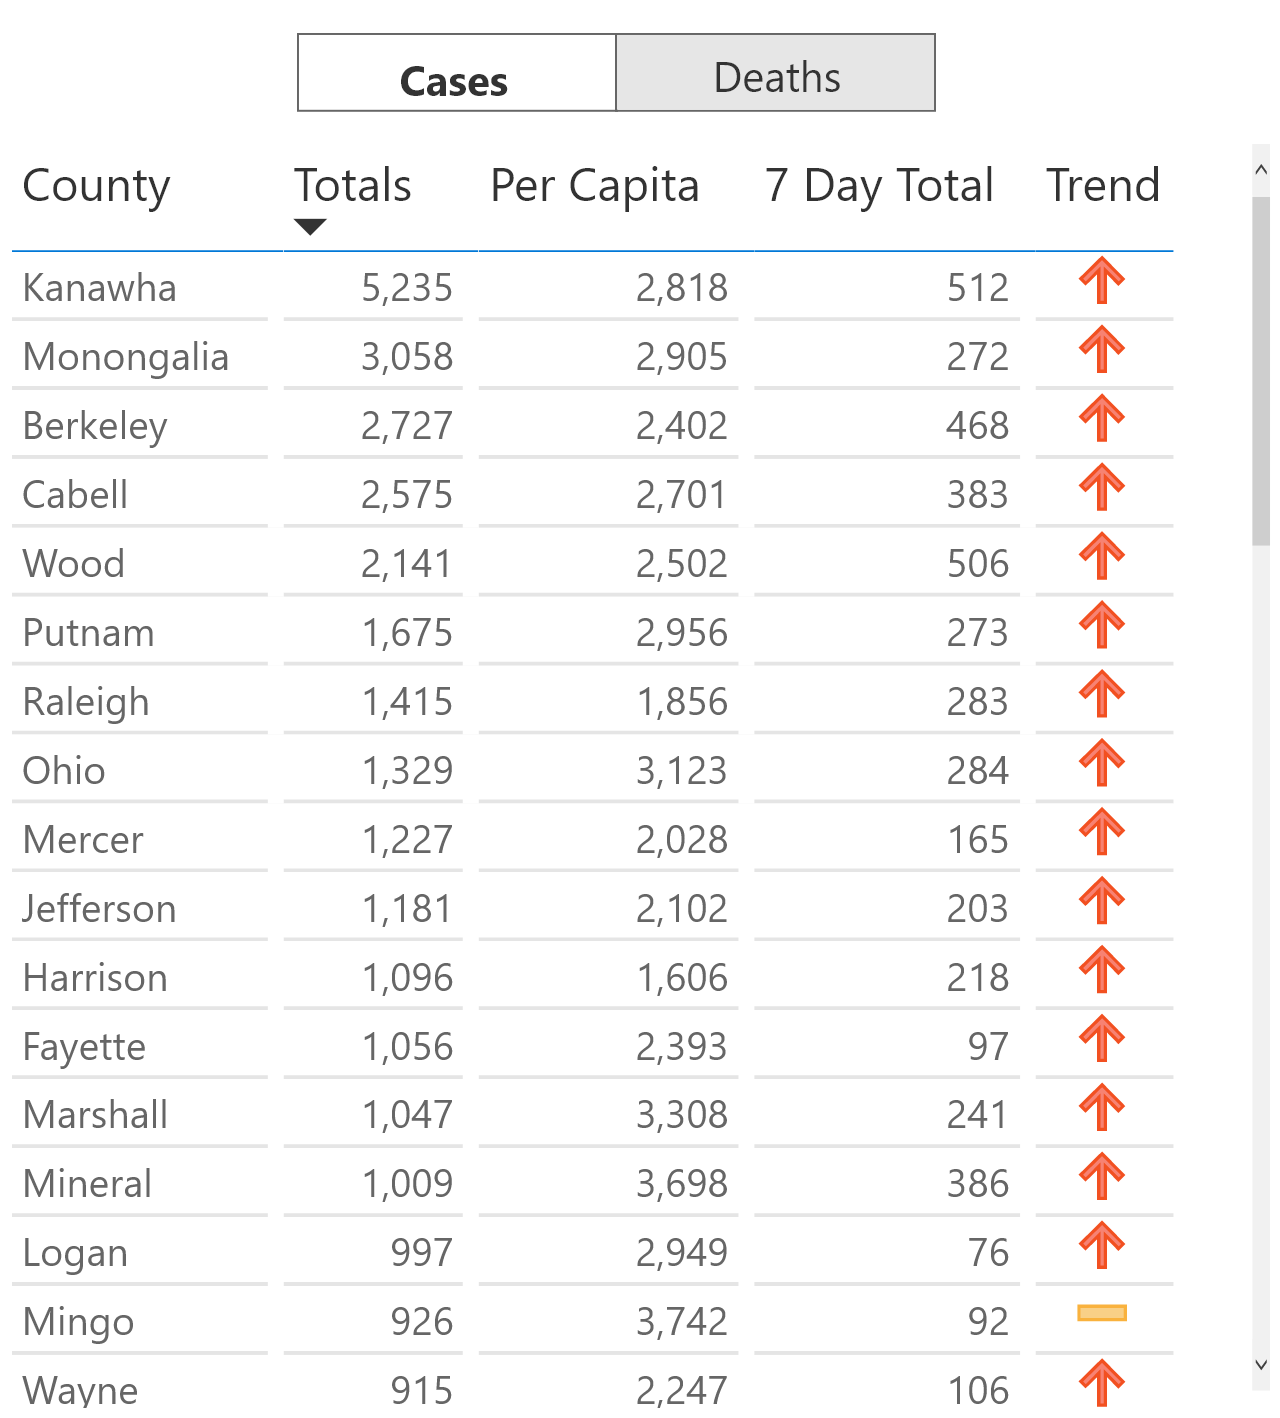 Cases Deaths
County Totals Per Capita 7 Day Total Trend
Kanawha 5,235 2,818 512
Monongalia 3,058 2,905 272
Berkeley 2,727 2,402 468
Cabell 2,575 2,701 383
Wood 2,141 2,502 506
Putnam 1,675 2,956 273
Raleigh 1,415 1,856 283
Ohio 1,329 3,123 284
Mercer 1,227 2,028 165
Jefferson 1,181 2,102 203
Harrison 1,096 1,606 218
Fayette 1,056 2,393 97
Marshall 1,047 3,308 241
Mineral 1,009 3,698 386
Logan 997 2,949 76
Mingo 926 3,742 92
Wayne 915 2,247 106